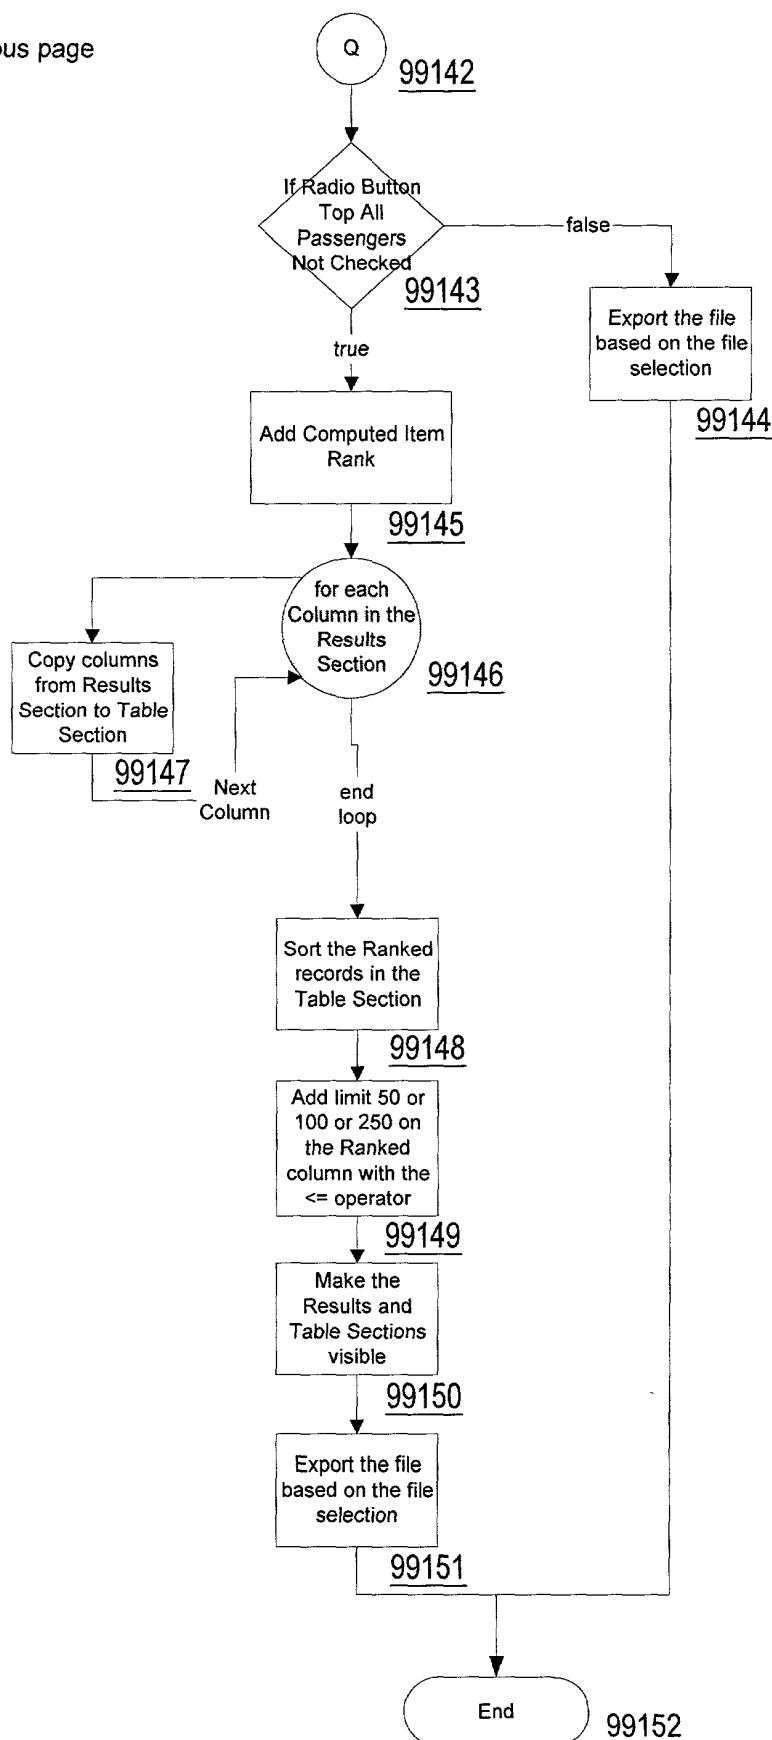 ous page
Q
99142
If Radio Button
Top All
Passengers
Not Checked
99143
false
true
Export the file
based on the file
selection
99144
Add Computed Item
Rank
99145
for each
Column in the
Results
Section
99146
Copy columns
from Results
Section to Table
Section
99147
Next
Column
end
loop
Sort the Ranked
records in the
Table Section
99148
Add limit 50 or
100 or 250 on
the Ranked
column with the
<= operator
99149
Make the
Results and
Table Sections
visible
99150
Export the file
based on the file
selection
99151
End
99152